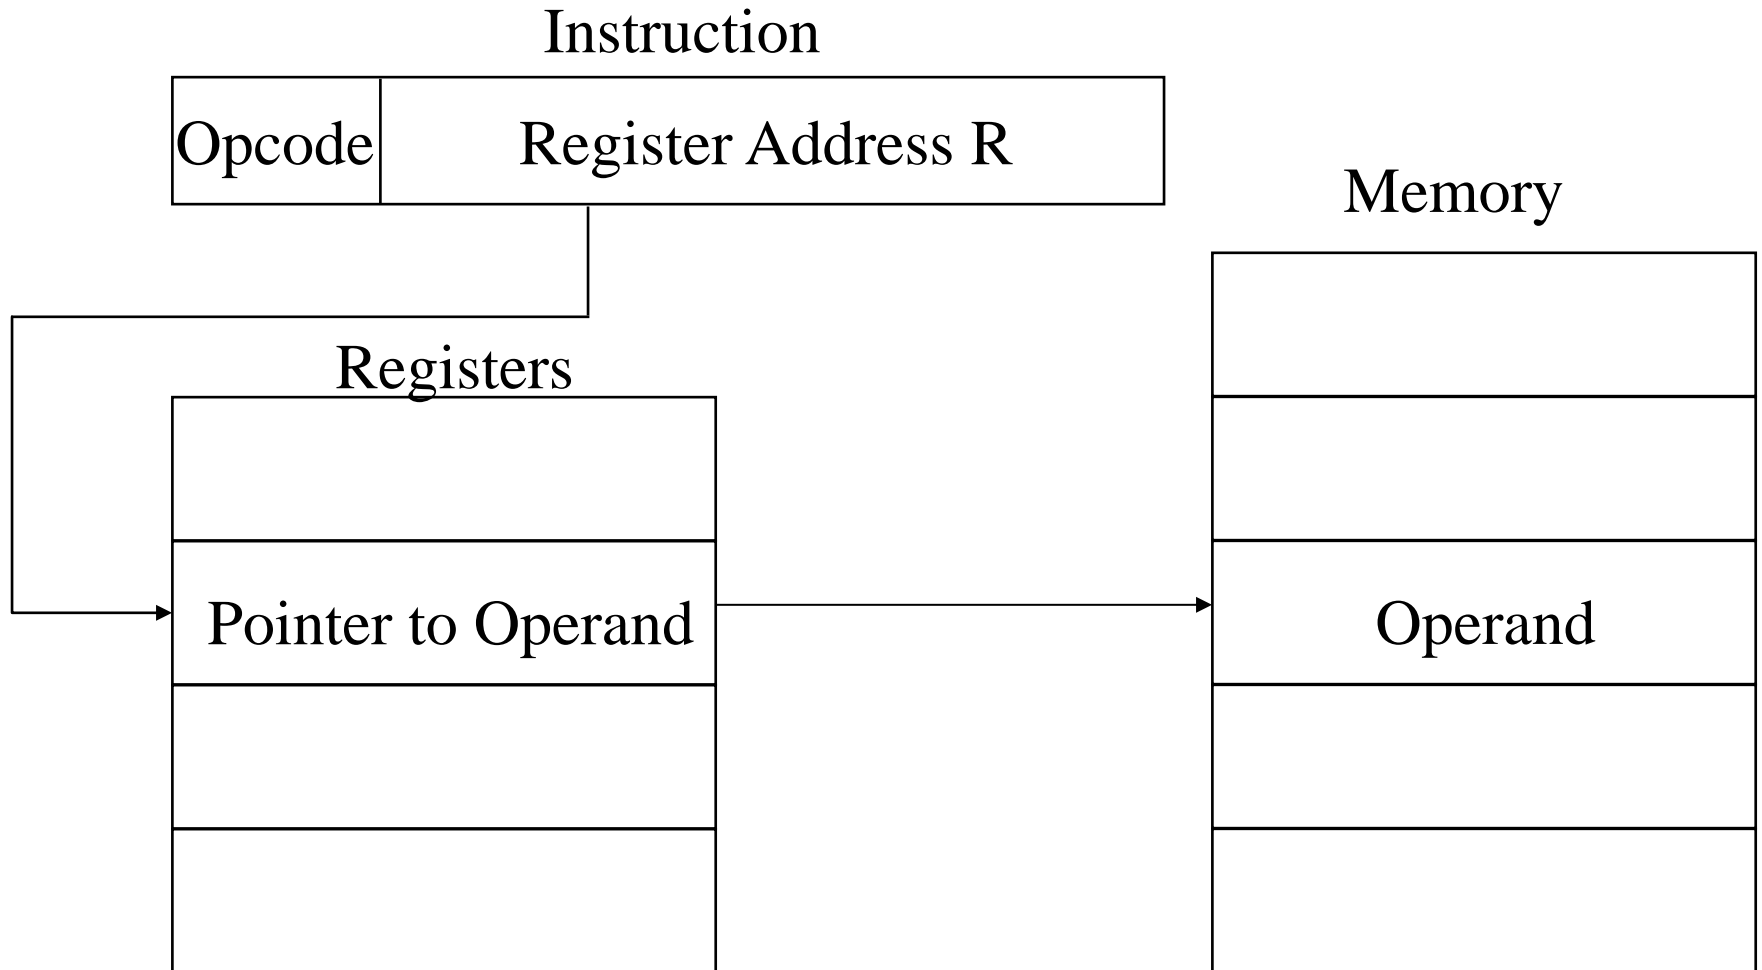 Instruction
Opcode
Register Address R
Memory
Registers
Pointer to Operand
Operand